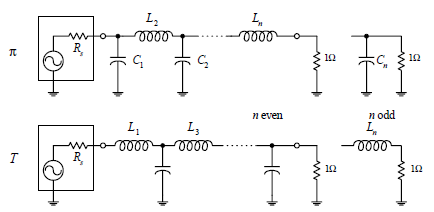 L₂ Lₙ
π Rₛ C₁ C₂ 1Ω Cₙ 1Ω
n even n odd
L₁ L₃ Lₙ
T Rₛ 1Ω 1Ω